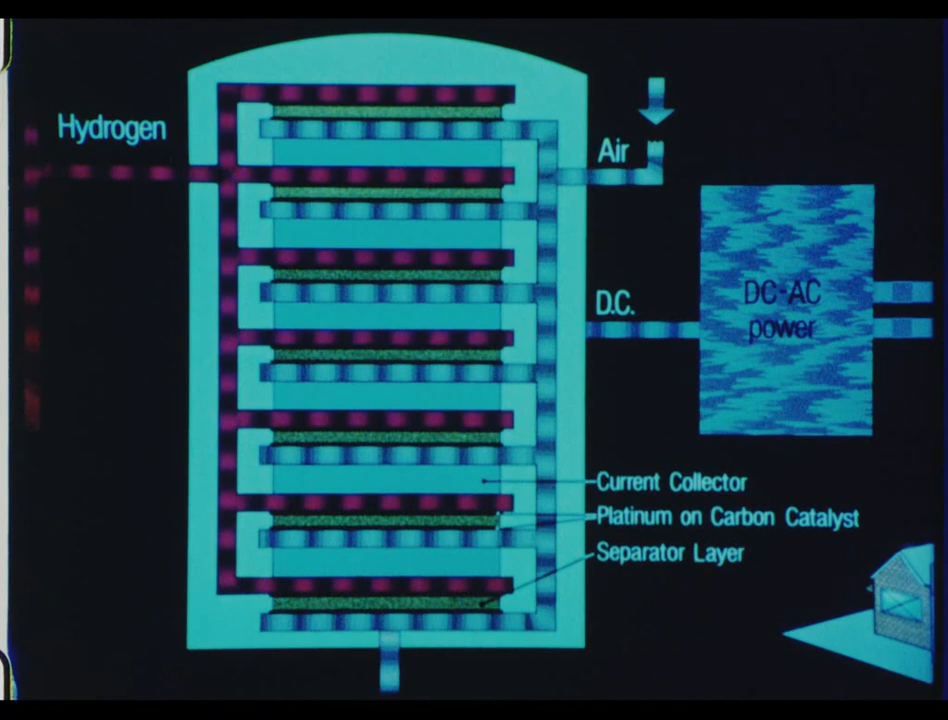 Hydrogen
Air
D.C.
DC-AC
power
Current Collector
Platinum on Carbon Catalyst
Separator Layer